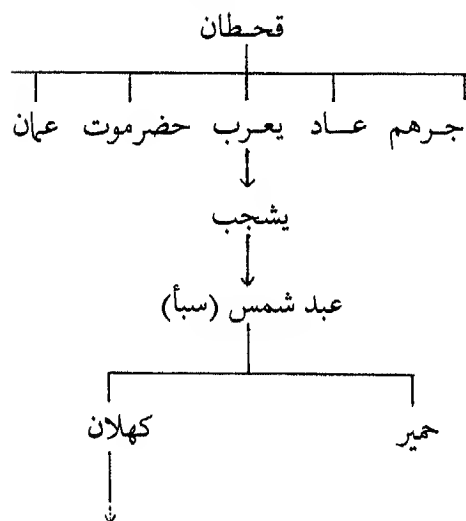 قحطان
جرهم عاد يعرب حضرموت عمان
يشجب
عبد شمس (سبأ)
حمير كهلان